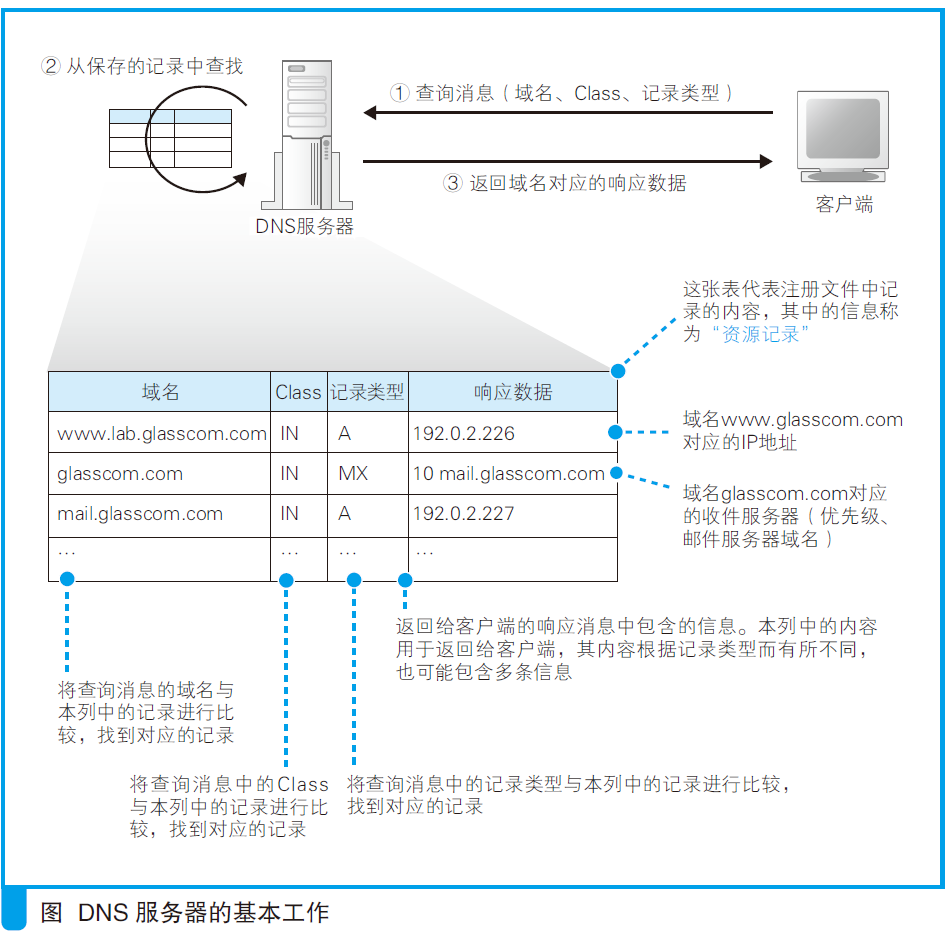 ② 从保存的记录中查找
① 查询消息（域名、Class、记录类型）
③ 返回域名对应的响应数据
DNS服务器
客户端
这张表代表注册文件中记
录的内容，其中的信息称
为“资源记录”
域名 Class 记录类型 响应数据
www.lab.glasscom.com IN A 192.0.2.226
glasscom.com IN MX 10 mail.glasscom.com
mail.glasscom.com IN A 192.0.2.227
… … … …
域名www.glasscom.com
对应的IP地址
域名glasscom.com对应
的收件服务器（优先级、
邮件服务器域名）
返回给客户端的响应消息中包含的信息。本列中的内容
用于返回给客户端，其内容根据记录类型而有所不同，
也可能包含多条信息
将查询消息的域名与
本列中的记录进行比
较，找到对应的记录
将查询消息中的Class
与本列中的记录进行比
较，找到对应的记录
将查询消息中的记录类型与本列中的记录进行比较，
找到对应的记录
图 DNS 服务器的基本工作